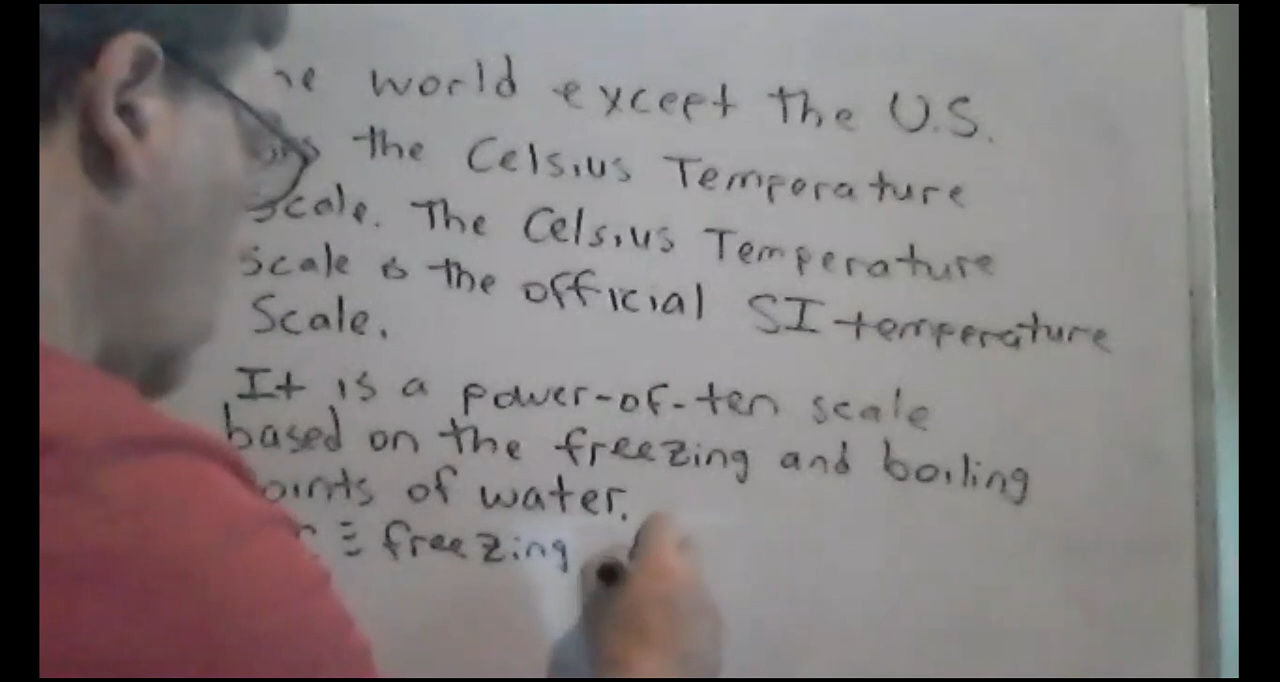 world except the U.S.
the Celsius Temperature
Scale. The Celsius Temperature
Scale is the official SI temperature
Scale.
It is a power-of-ten scale
based on the freezing and boiling
of water.
≡ freezing